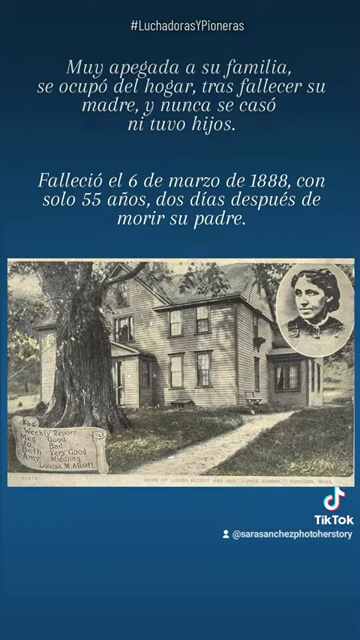 #LuchadorasYPioneras
Muy apegada a su familia,
se ocupó del hogar, tras fallecer su
madre, y nunca se casó
ni tuvo hijos.
Falleció el 6 de marzo de 1888, con
solo 55 años, dos días después de
morir su padre.
Weekly Report
Meg Good
Jo Bad
Beth Very Good
Amy Middling
Louisa M. Alcott
HOME OF LOUISA ALCOTT AND HER "LITTLE WOMEN," CONCORD, MASS.
TikTok
@sarasanchezphotoherstory